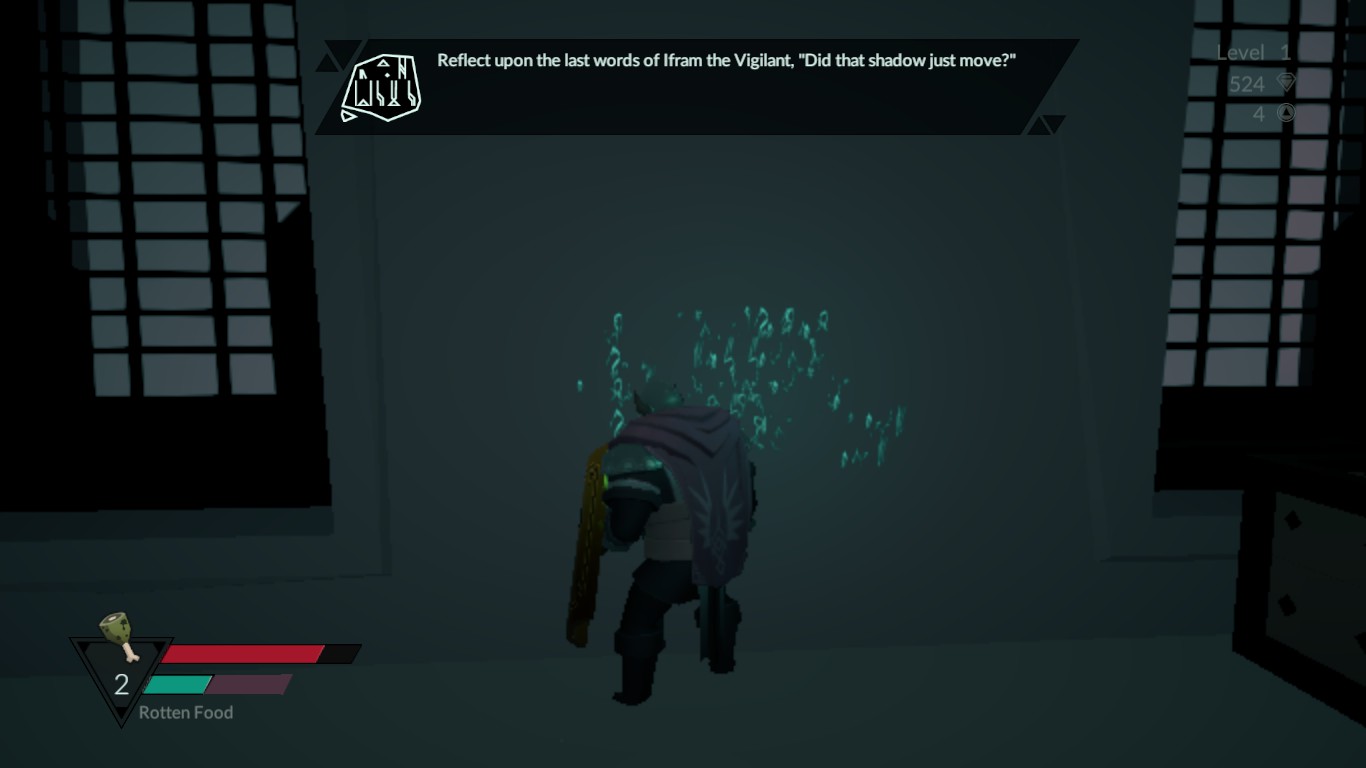 Reflect upon the last words of Ifram the Vigilant, "Did that shadow just move?"
Level 1
524
4
2
Rotten Food